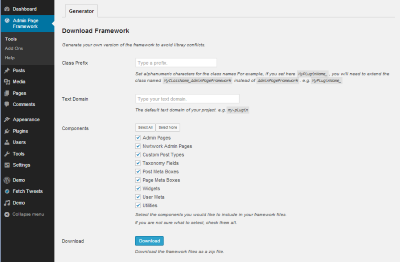 Dashboard
Admin Page
Framework
Tools
Add Ons
Help
Posts
Media
Pages
Comments
Appearance
Plugins
Users
Tools
Settings
Demo
Fetch Tweets
Demo
Collapse menu
Generator
Download Framework
Generate your own version of the framework to avoid library conflicts.
Class Prefix
Type a prefix.
Set alphanumeric characters for the class names. For example, if you set here
you will need to extend the
class named
instead of
AdminPageFramework
e.g.
Text Domain
Type your text domain.
The default text domain of your project. e.g. my-plugin
Components
Select All Select None
Admin Pages
Network Admin Pages
Custom Post Types
Taxonomy Fields
Post Meta Boxes
Page Meta Boxes
Widgets
User Meta
Utilities
Select the components you would like to include in your framework files.
If you are not sure what to select, check them all.
Download
Download
Download the framework files as a zip file.